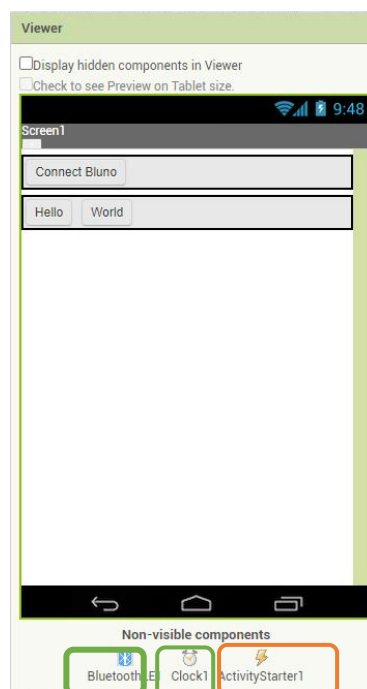 Viewer
Display hidden components in Viewer
Check to see Preview on Tablet size.
9:48
Screen1
Connect Bluno
Hello World
Non-visible components
Clock1 ActivityStarter1